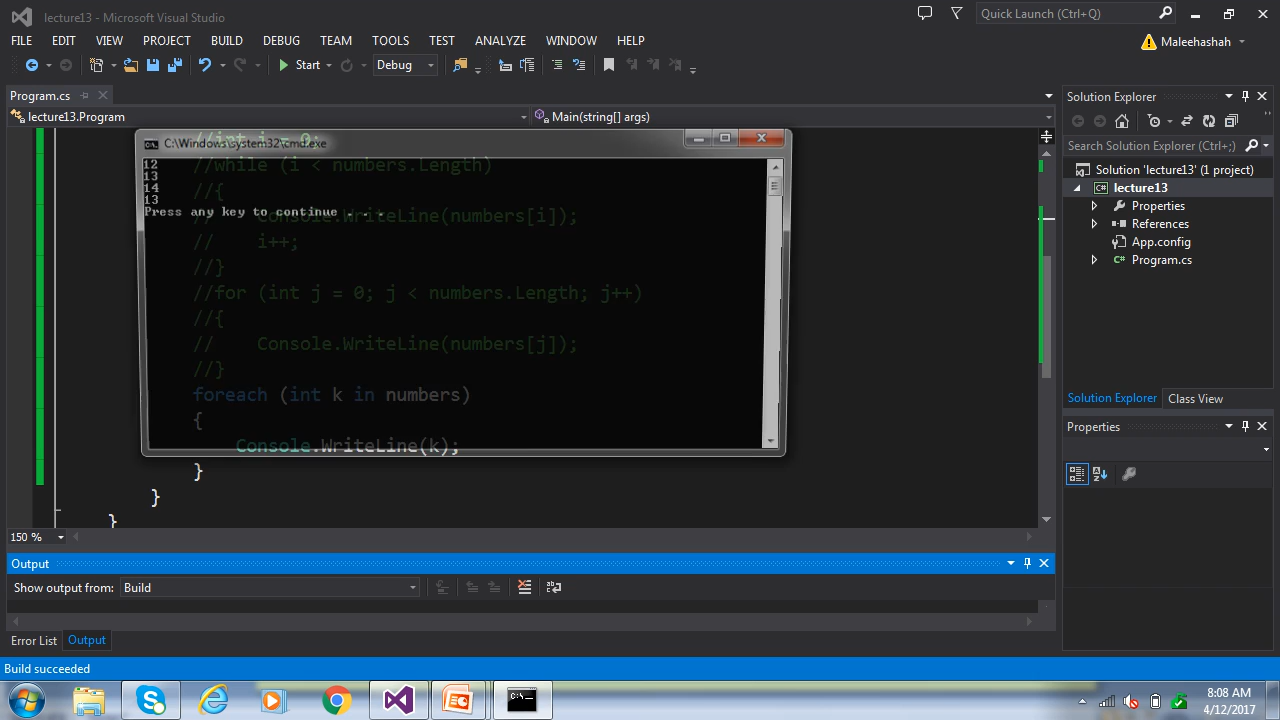 lecture13 - Microsoft Visual Studio
Quick Launch (Ctrl+Q)
FILE EDIT VIEW PROJECT BUILD DEBUG TEAM TOOLS TEST ANALYZE WINDOW HELP
Maleehashah
Start
Debug
Program.cs
lecture13.Program
Main(string[] args)
//int i = 0;
C:\Windows\system32\cmd.exe
12
13
14
13
Press any key to continue . . .
//while (i < numbers.Length)
//{
// Console.WriteLine(numbers[i]);
// i++;
//}
//for (int j = 0; j < numbers.Length; j++)
//{
// Console.WriteLine(numbers[j]);
//}
foreach (int k in numbers)
{
Console.WriteLine(k);
}
}
}
150 %
Solution Explorer
Search Solution Explorer (Ctrl+;)
Solution 'lecture13' (1 project)
lecture13
Properties
References
App.config
Program.cs
Solution Explorer
Class View
Properties
Output
Show output from: Build
Error List
Output
Build succeeded
8:08 AM
4/12/2017